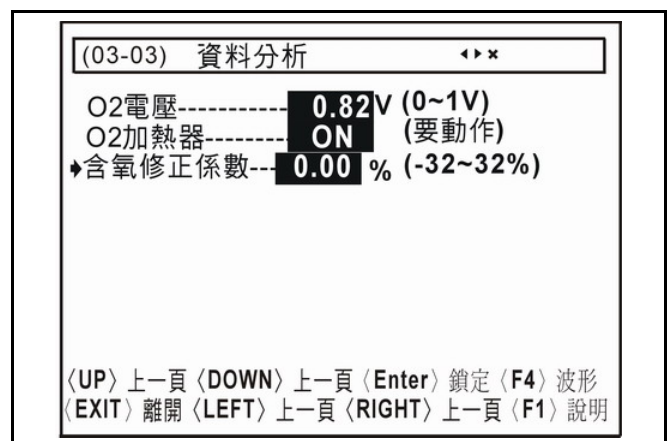 (03-03) 資料分析
O2電壓----------- 0.82V (0~1V)
O2加熱器-------- ON (要動作)
含氧修正係數--- 0.00 % (-32~32%)
〈UP〉上一頁〈DOWN〉上一頁〈Enter〉鎖定〈F4〉波形
〈EXIT〉離開〈LEFT〉上一頁〈RIGHT〉上一頁〈F1〉說明